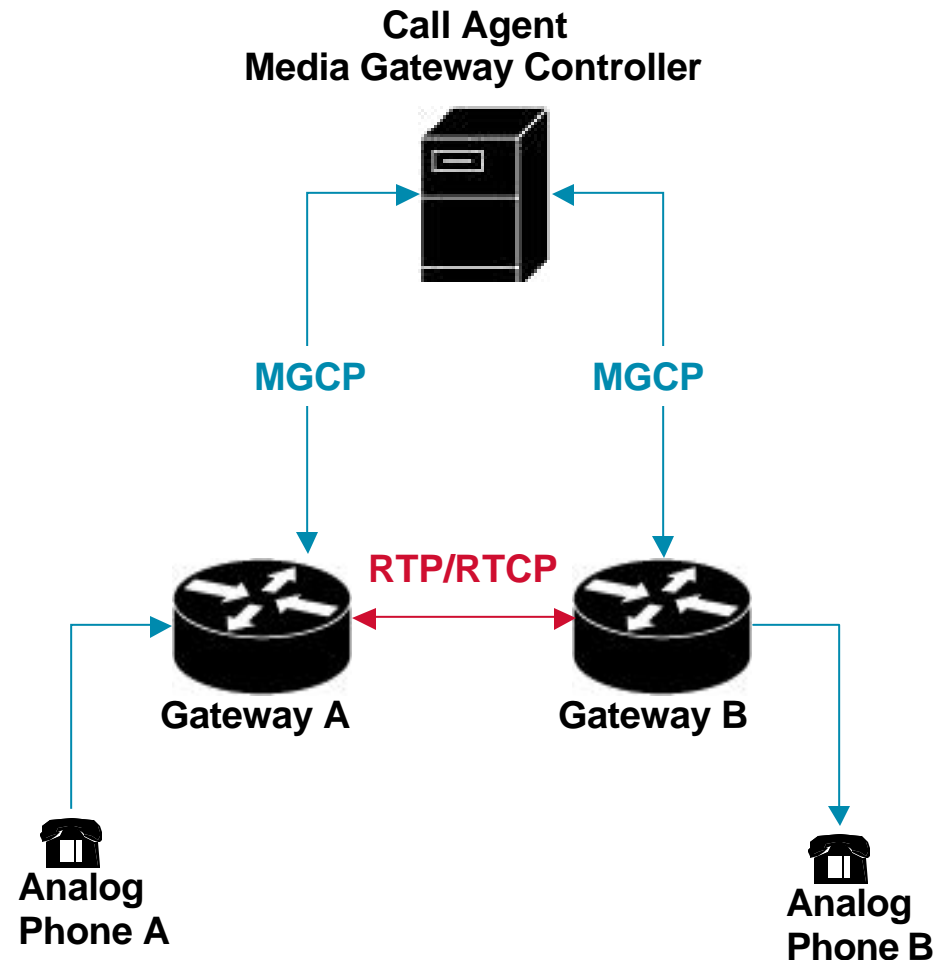 Call Agent
Media Gateway Controller
MGCP
MGCP
RTP/RTCP
Gateway A
Gateway B
Analog
Phone A
Analog
Phone B